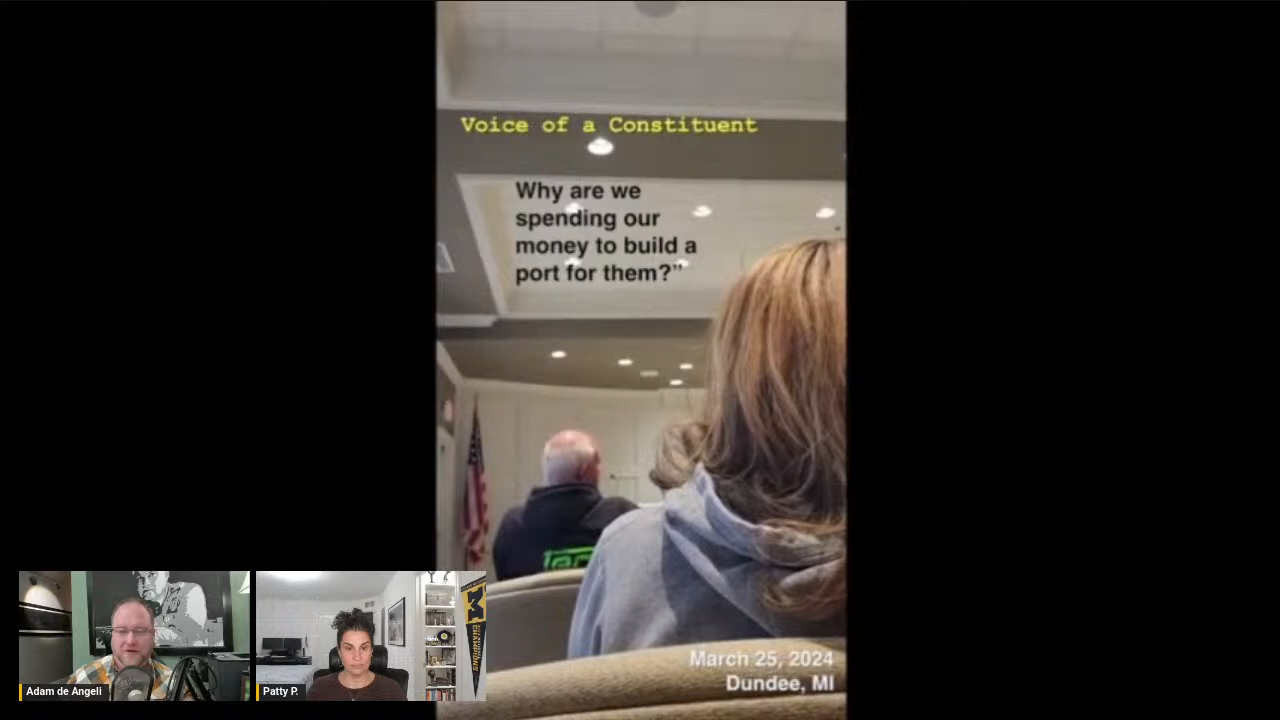 Voice of a Constituent
Why are we
spending our
money to build a
port for them?”
March 25, 2024
Dundee, MI
Adam de Angeli
Patty P.
CHAMPIONS